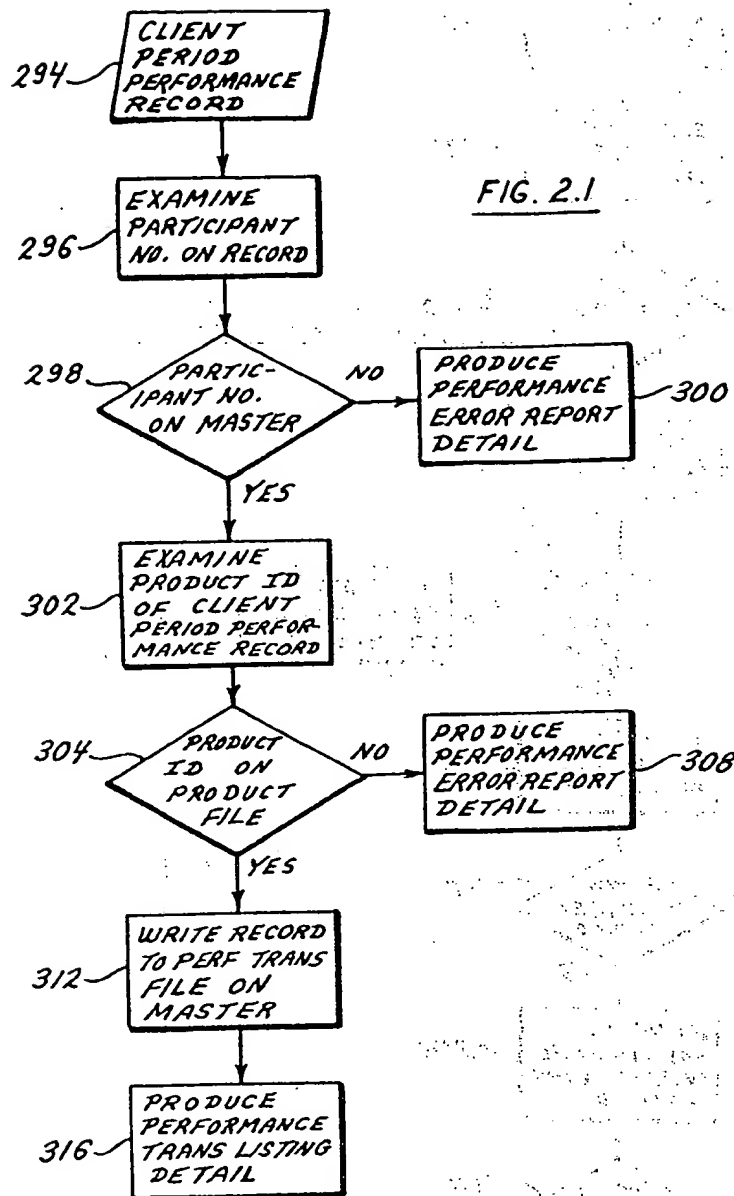 294
CLIENT
PERIOD
PERFORMANCE
RECORD
FIG. 2.1
296
EXAMINE
PARTICIPANT
NO. ON RECORD
298
PARTIC-
IPANT NO.
ON MASTER
NO
PRODUCE
PERFORMANCE
ERROR REPORT
DETAIL
300
YES
302
EXAMINE
PRODUCT ID
OF CLIENT
PERIOD PERFOR-
MANCE RECORD
304
PRODUCT
ID ON
PRODUCT
FILE
NO
PRODUCE
PERFORMANCE
ERROR REPORT
DETAIL
308
YES
312
WRITE RECORD
TO PERF TRANS
FILE ON
MASTER
316
PRODUCE
PERFORMANCE
TRANS LISTING
DETAIL